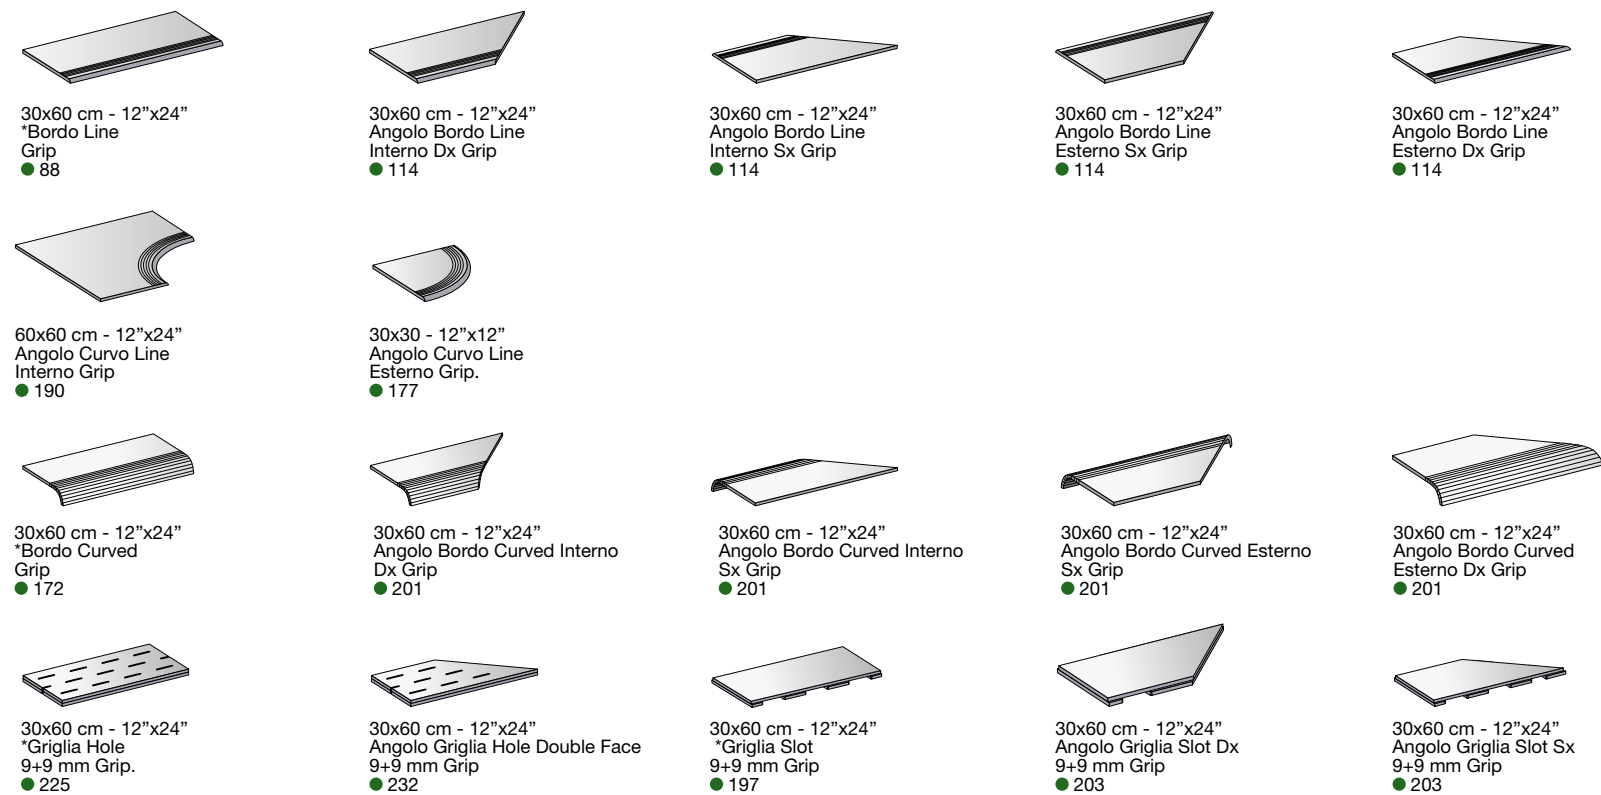 30x60 cm - 12”x24”
*Bordo Line
Grip
88
30x60 cm - 12”x24”
Angolo Bordo Line
Interno Dx Grip
114
30x60 cm - 12”x24”
Angolo Bordo Line
Interno Sx Grip
114
30x60 cm - 12”x24”
Angolo Bordo Line
Esterno Sx Grip
114
30x60 cm - 12”x24”
Angolo Bordo Line
Esterno Dx Grip
114
60x60 cm - 12”x24”
Angolo Curvo Line
Interno Grip
190
30x30 - 12”x12”
Angolo Curvo Line
Esterno Grip.
177
30x60 cm - 12”x24”
*Bordo Curved
Grip
172
30x60 cm - 12”x24”
Angolo Bordo Curved Interno
Dx Grip
201
30x60 cm - 12”x24”
Angolo Bordo Curved Interno
Sx Grip
201
30x60 cm - 12”x24”
Angolo Bordo Curved Esterno
Sx Grip
201
30x60 cm - 12”x24”
Angolo Bordo Curved
Esterno Dx Grip
201
30x60 cm - 12”x24”
*Griglia Hole
9+9 mm Grip.
225
30x60 cm - 12”x24”
Angolo Griglia Hole Double Face
9+9 mm Grip
232
30x60 cm - 12”x24”
*Griglia Slot
9+9 mm Grip
197
30x60 cm - 12”x24”
Angolo Griglia Slot Dx
9+9 mm Grip
203
30x60 cm - 12”x24”
Angolo Griglia Slot Sx
9+9 mm Grip
203